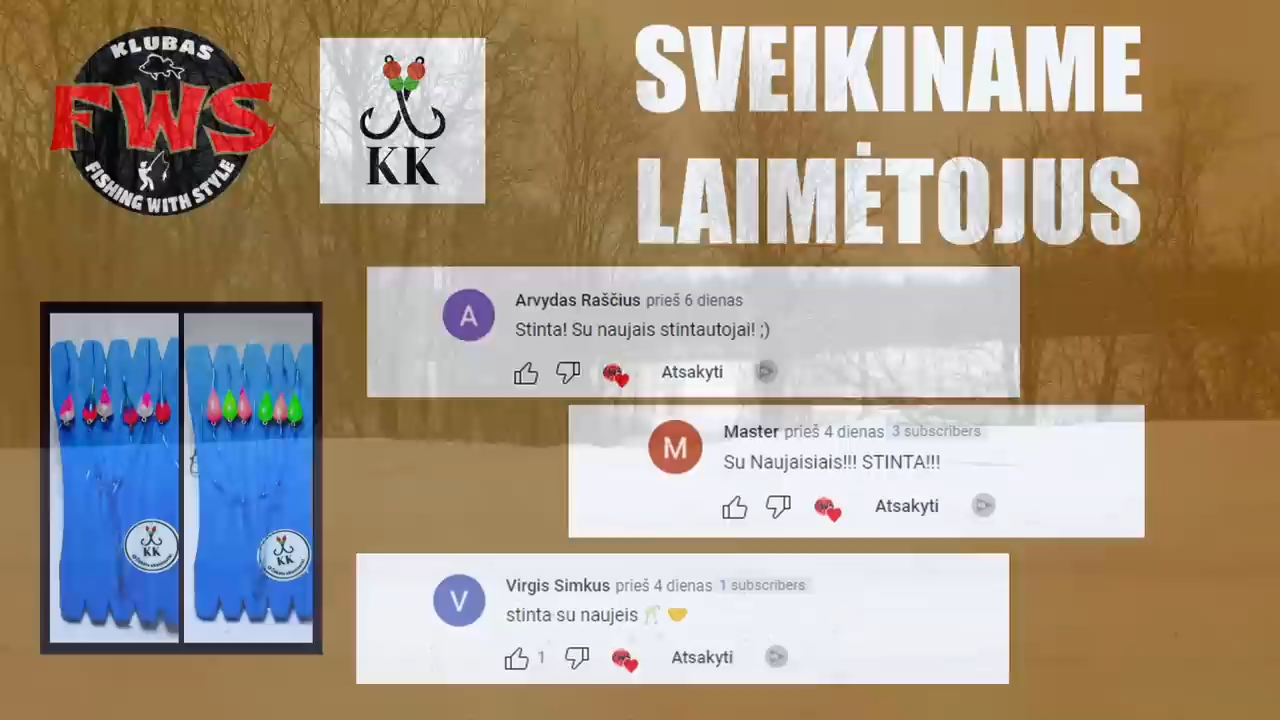 KLUBAS
FWS
FISHING WITH STYLE
KK
SVEIKINAME
LAIMĖTOJUS
A
Arvydas Raščius prieš 6 dienas
Stinta! Su naujais stintautojai! ;)
Atsakyti
M
Master prieš 4 dienas 3 subscribers
Su Naujaisiais!!! STINTA!!!
Atsakyti
V
Virgis Simkus prieš 4 dienas 1 subscribers
stinta su naujeis 🥂 🤝
1 Atsakyti
KK
KK